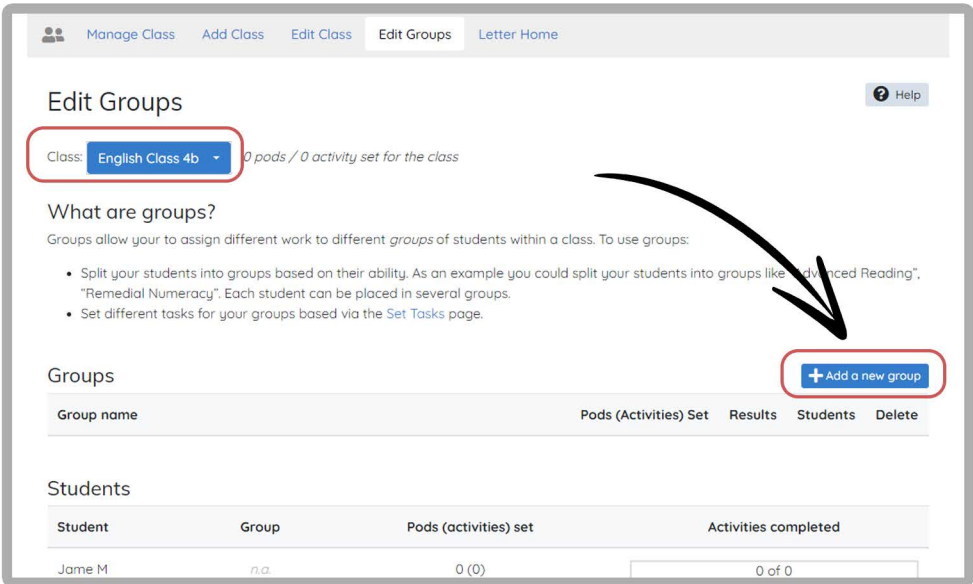 Manage Class Add Class Edit Class Edit Groups Letter Home
Edit Groups
Help
Class: English Class 4b 0 pods / 0 activity set for the class
What are groups?
Groups allow your to assign different work to different groups of students within a class. To use groups:
Split your students into groups based on their ability. As an example you could split your students into groups like "Advanced Reading",
"Remedial Numeracy". Each student can be placed in several groups.
Set different tasks for your groups based via the Set Tasks page.
Groups
Add a new group
Group name Pods (Activities) Set Results Students Delete
Students
Student Group Pods (activities) set Activities completed
Jame M n.a. 0 (0) 0 of 0